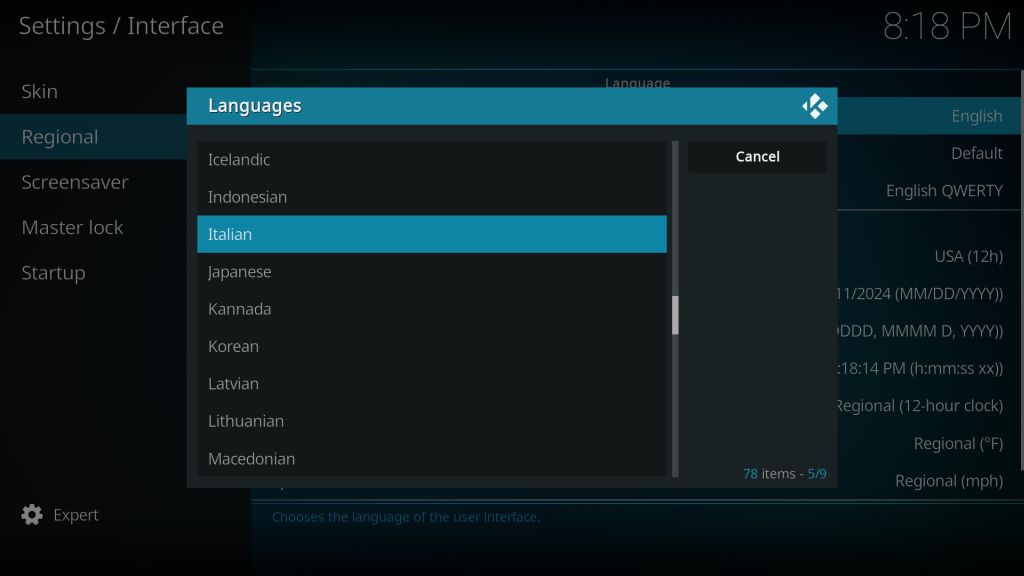 Settings / Interface
8:18 PM
Skin
Regional
Screensaver
Master lock
Startup
Expert
Language
English
Default
English QWERTY
USA (12h)
11/2024 (MM/DD/YYYY))
DDD, MMMM D, YYYY))
:18:14 PM (h:mm:ss xx))
Regional (12-hour clock)
Regional (°F)
Regional (mph)
Languages
Icelandic
Indonesian
Italian
Japanese
Kannada
Korean
Latvian
Lithuanian
Macedonian
Cancel
78 items - 5/9
Chooses the language of the user interface.